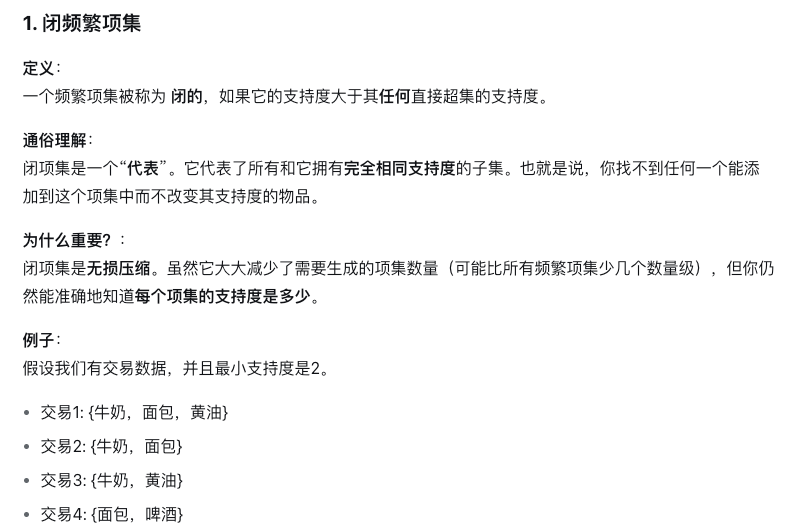 1. 闭频繁项集
定义：
一个频繁项集被称为 闭的，如果它的支持度大于其任何直接超集的支持度。
通俗理解：
闭项集是一个“代表”。它代表了所有和它拥有完全相同支持度的子集。也就是说，你找不到任何一个能添
加到这个项集中而不改变其支持度的物品。
为什么重要？：
闭项集是无损压缩。虽然它大大减少了需要生成的项集数量（可能比所有频繁项集少几个数量级），但你仍
然能准确地知道每个项集的支持度是多少。
例子：
假设我们有交易数据，并且最小支持度是2。
• 交易1: {牛奶，面包，黄油}
• 交易2: {牛奶，面包}
• 交易3: {牛奶，黄油}
• 交易4: {面包，啤酒}